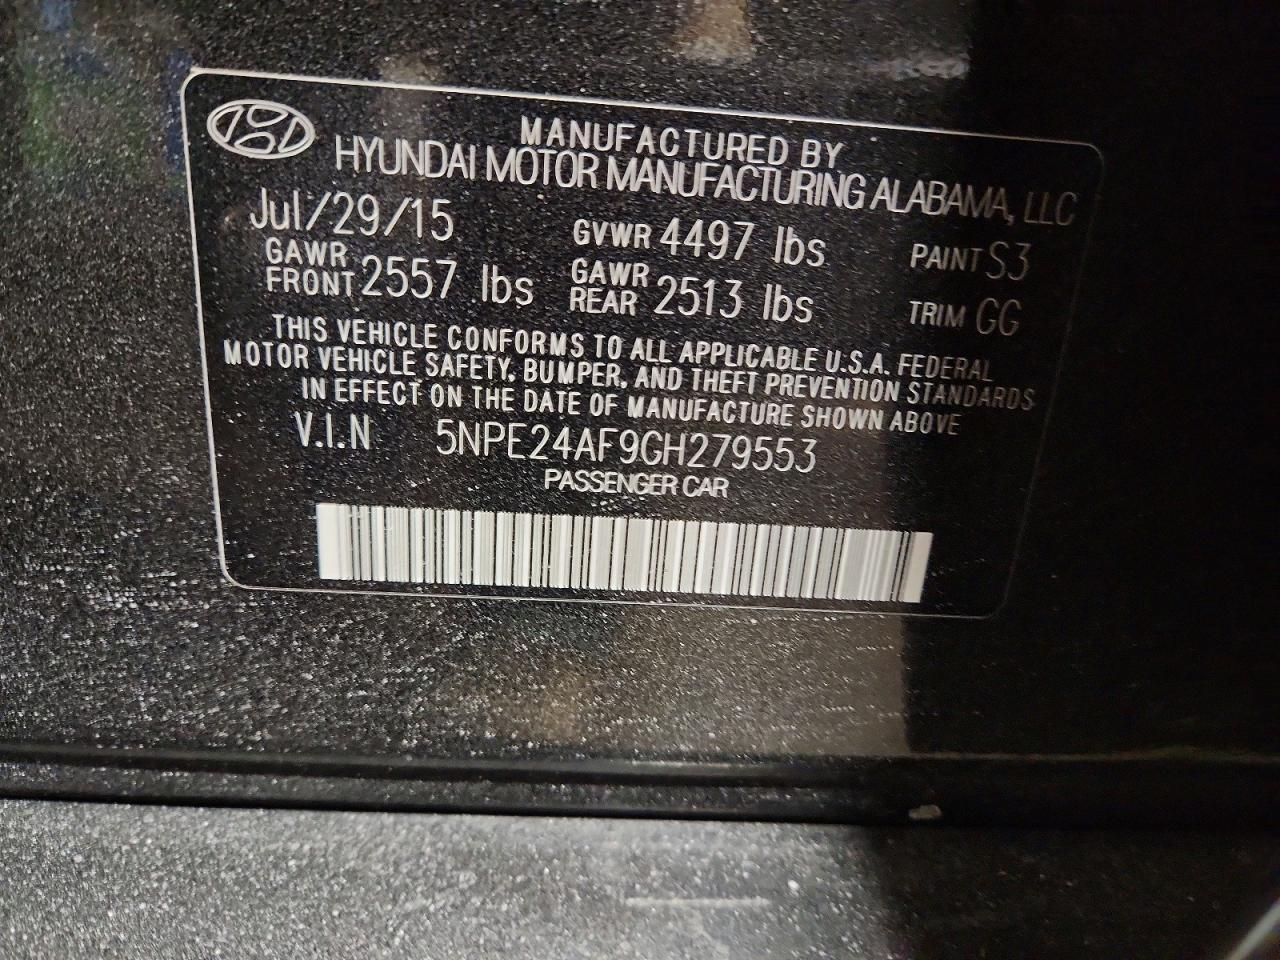 MANUFACTURED BY
HYUNDAI MOTOR MANUFACTURING ALABAMA, LLC
Jul/29/15 GVWR 4497 lbs PAINT S3
GAWR FRONT 2557 lbs GAWR REAR 2513 lbs TRIM GG
THIS VEHICLE CONFORMS TO ALL APPLICABLE U.S.A. FEDERAL
MOTOR VEHICLE SAFETY, BUMPER, AND THEFT PREVENTION STANDARDS
IN EFFECT ON THE DATE OF MANUFACTURE SHOWN ABOVE
V.I.N 5NPE24AF9GH279553
PASSENGER CAR